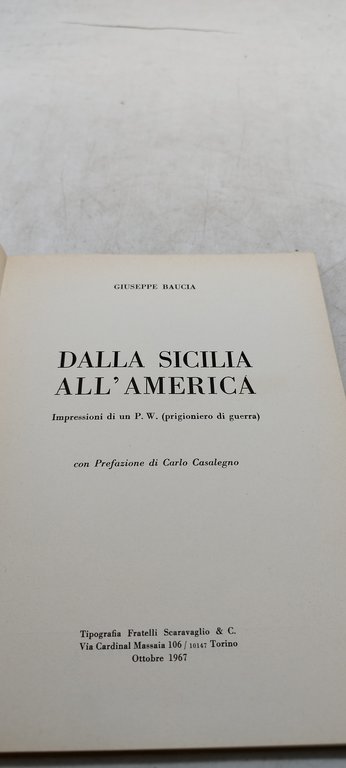 GIUSEPPE BAUCIA
DALLA SICILIA
ALL'AMERICA
Impressioni di un P. W. (prigioniero di guerra)
con Prefazione di Carlo Casalegno
Tipografia Fratelli Scaravaglio & C.
Via Cardinal Massaia 106 / 10147 Torino
Ottobre 1967